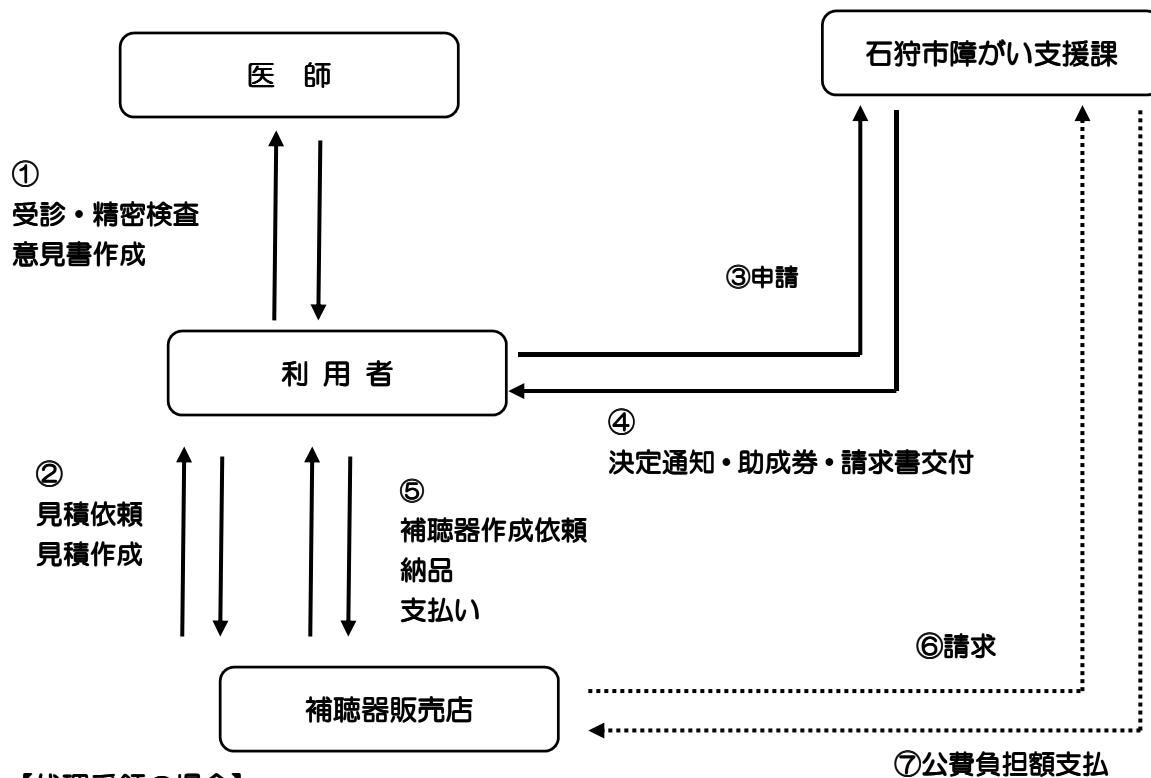 医　師
石狩市障がい支援課
①
受診・精密検査
意見書作成
③申請
利 用 者
④
決定通知・助成券・請求書交付
②
見積依頼
見積作成
⑤
補聴器作成依頼
納品
支払い
⑥請求
補聴器販売店
⑦公費負担額支払